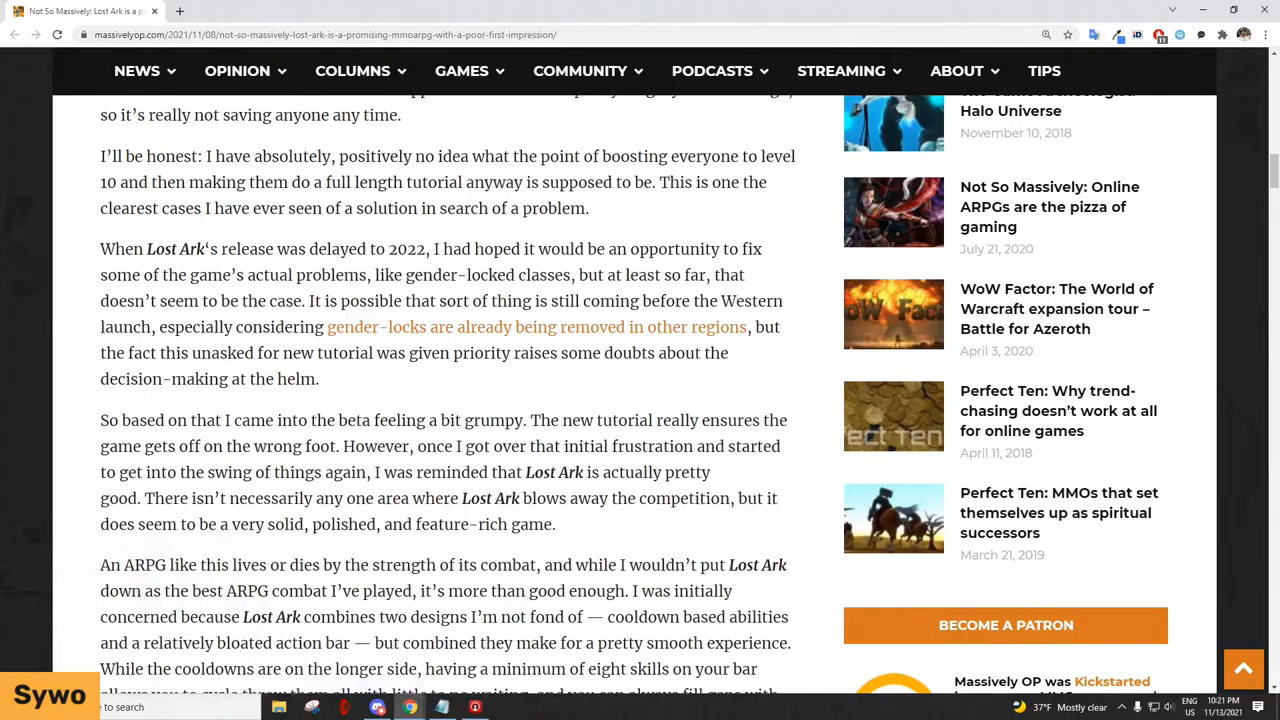 Not So Massively: Lost Ark is a p
massivelyop.com/2021/11/08/not-so-massively-lost-ark-is-a-promising-mmoarpg-with-a-poor-first-impression/
NEWS OPINION COLUMNS GAMES COMMUNITY PODCASTS STREAMING ABOUT TIPS
so it’s really not saving anyone any time.
I’ll be honest: I have absolutely, positively no idea what the point of boosting everyone to level
10 and then making them do a full length tutorial anyway is supposed to be. This is one the
clearest cases I have ever seen of a solution in search of a problem.
When Lost Ark‘s release was delayed to 2022, I had hoped it would be an opportunity to fix
some of the game’s actual problems, like gender-locked classes, but at least so far, that
doesn’t seem to be the case. It is possible that sort of thing is still coming before the Western
launch, especially considering gender-locks are already being removed in other regions, but
the fact this unasked for new tutorial was given priority raises some doubts about the
decision-making at the helm.
So based on that I came into the beta feeling a bit grumpy. The new tutorial really ensures the
game gets off on the wrong foot. However, once I got over that initial frustration and started
to get into the swing of things again, I was reminded that Lost Ark is actually pretty
good. There isn’t necessarily any one area where Lost Ark blows away the competition, but it
does seem to be a very solid, polished, and feature-rich game.
An ARPG like this lives or dies by the strength of its combat, and while I wouldn’t put Lost Ark
down as the best ARPG combat I’ve played, it’s more than good enough. I was initially
concerned because Lost Ark combines two designs I’m not fond of — cooldown based abilities
and a relatively bloated action bar — but combined they make for a pretty smooth experience.
While the cooldowns are on the longer side, having a minimum of eight skills on your bar
Halo Universe
November 10, 2018
Not So Massively: Online
ARPGs are the pizza of
gaming
July 21, 2020
WoW Factor: The World of
Warcraft expansion tour –
Battle for Azeroth
April 3, 2020
Perfect Ten: Why trend-
chasing doesn’t work at all
for online games
April 11, 2018
Perfect Ten: MMOs that set
themselves up as spiritual
successors
March 21, 2019
BECOME A PATRON
Massively OP was Kickstarted
Sywo
e to search
37°F Mostly clear
ENG
US
10:21 PM
11/13/2021